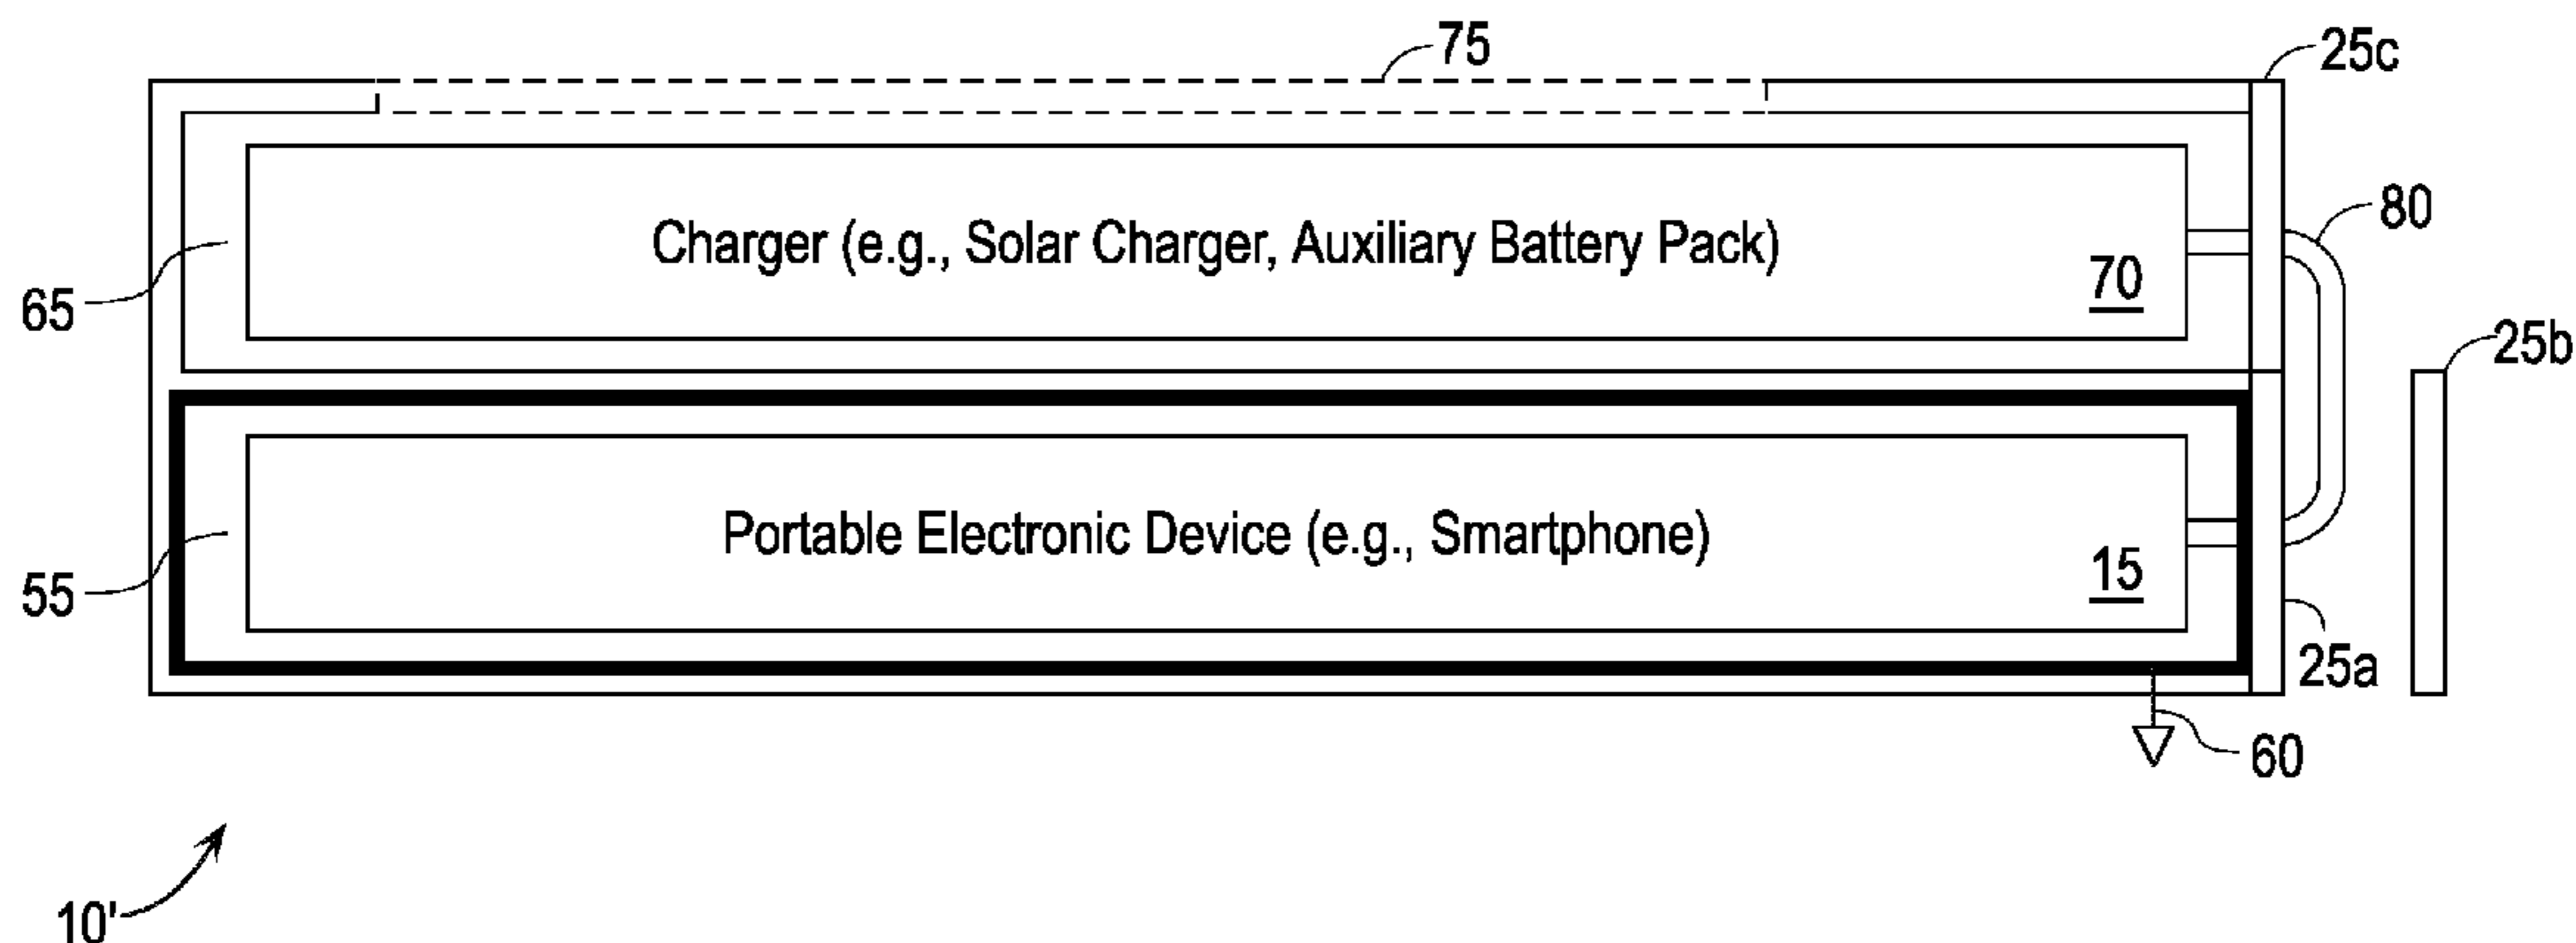 75
25c
80
Charger (e.g., Solar Charger, Auxiliary Battery Pack)
70
65
25b
Portable Electronic Device (e.g., Smartphone)
15
55
25a
60
10'